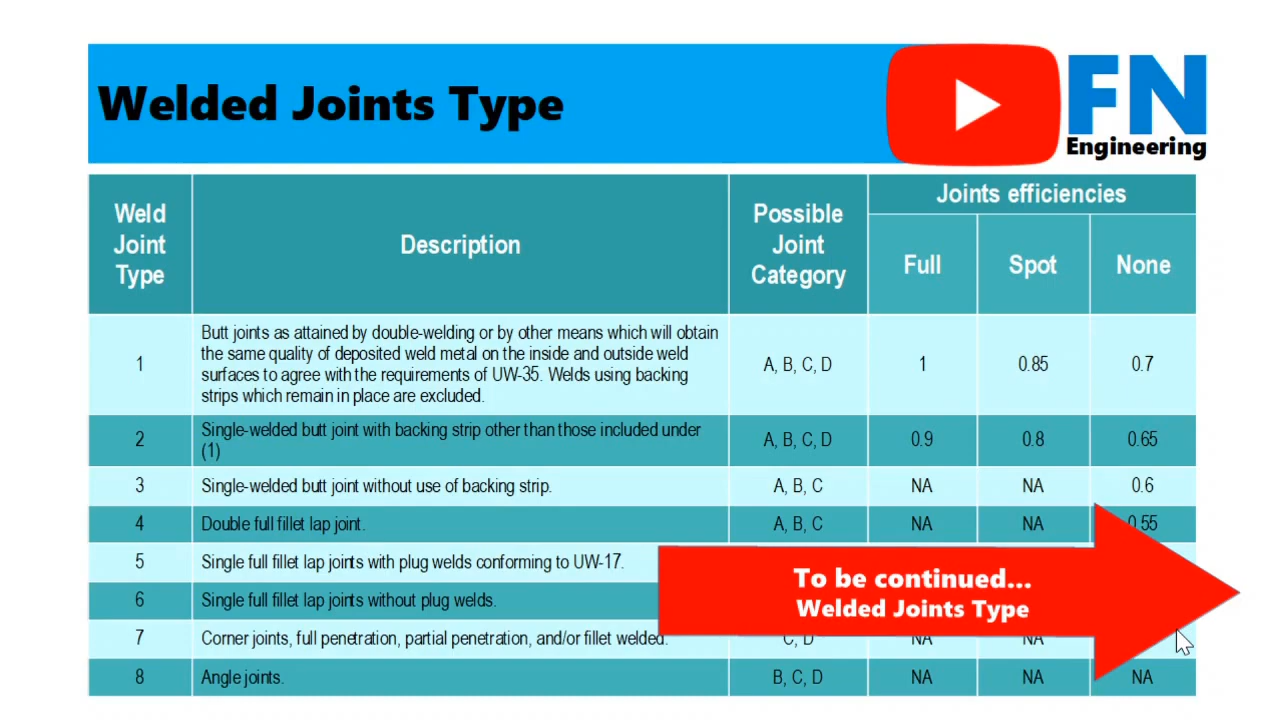 Welded Joints Type
FN
Engineering
Weld
Joint
Type
Description
Possible
Joint
Category
Joints efficiencies
Full
Spot
None
1
Butt joints as attained by double-welding or by other means which will obtain
the same quality of deposited weld metal on the inside and outside weld
surfaces to agree with the requirements of UW-35. Welds using backing
strips which remain in place are excluded.
A, B, C, D
1
0.85
0.7
2
Single-welded butt joint with backing strip other than those included under
(1)
A, B, C, D
0.9
0.8
0.65
3
Single-welded butt joint without use of backing strip.
A, B, C
NA
NA
0.6
4
Double full fillet lap joint.
A, B, C
NA
NA
0.55
5
Single full fillet lap joints with plug welds conforming to UW-17.
6
Single full fillet lap joints without plug welds.
To be continued...
Welded Joints Type
7
Corner joints, full penetration, partial penetration, and/or fillet welded.
C, D
NA
NA
8
Angle joints.
B, C, D
NA
NA
NA